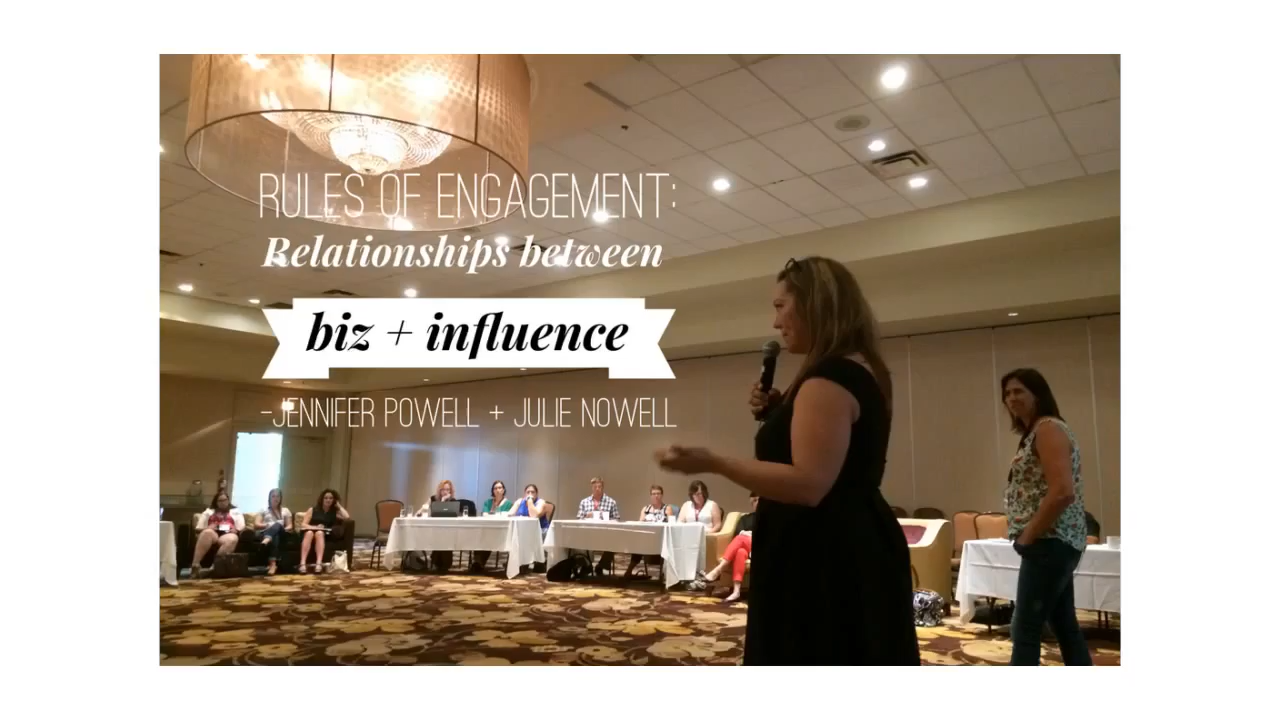 RULES OF ENGAGEMENT:
Relationships between
biz + influence
-JENNIFER POWELL + JULIE NOWELL